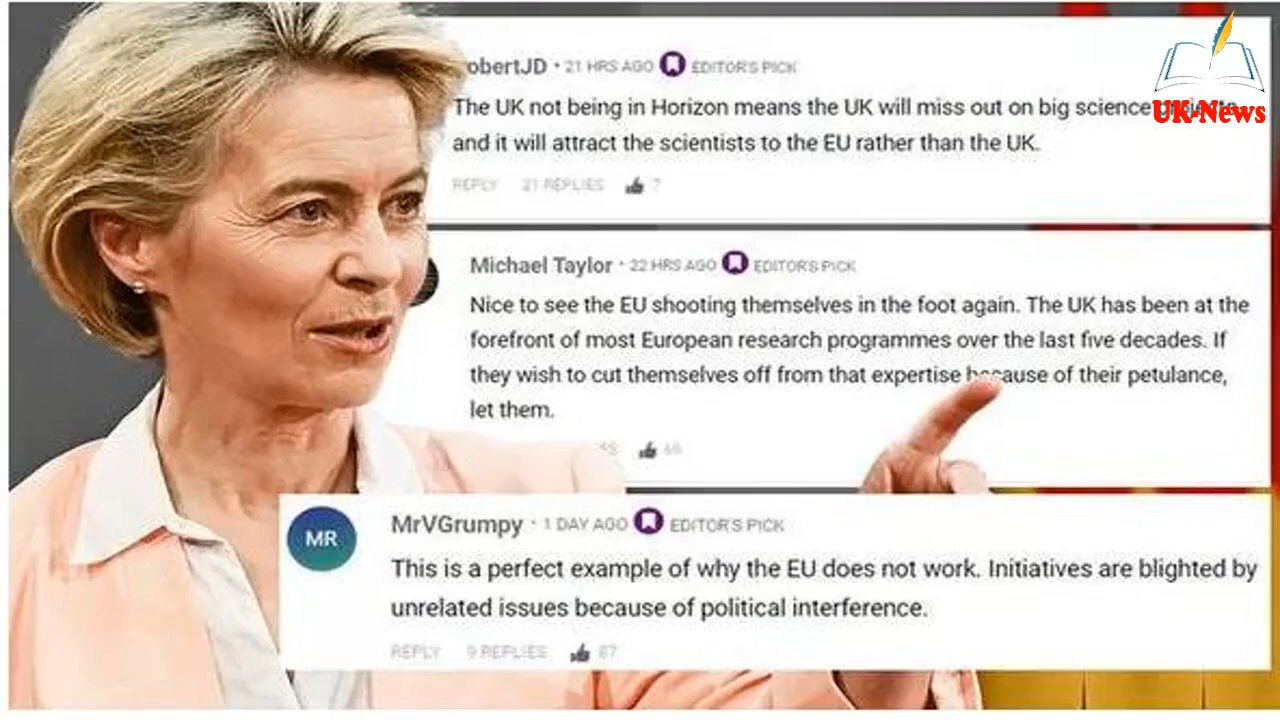 obertJD • 21 HRS AGO EDITOR'S PICK
The UK not being in Horizon means the UK will miss out on big science
and it will attract the scientists to the EU rather than the UK.
REPLY 21 REPLIES 7
UK-News
Michael Taylor • 22 HRS AGO EDITOR'S PICK
Nice to see the EU shooting themselves in the foot again. The UK has been at the
forefront of most European research programmes over the last five decades. If
they wish to cut themselves off from that expertise because of their petulance,
let them.
MR
MrVGrumpy • 1 DAY AGO EDITOR'S PICK
This is a perfect example of why the EU does not work. Initiatives are blighted by
unrelated issues because of political interference.
REPLY 9 REPLIES 87